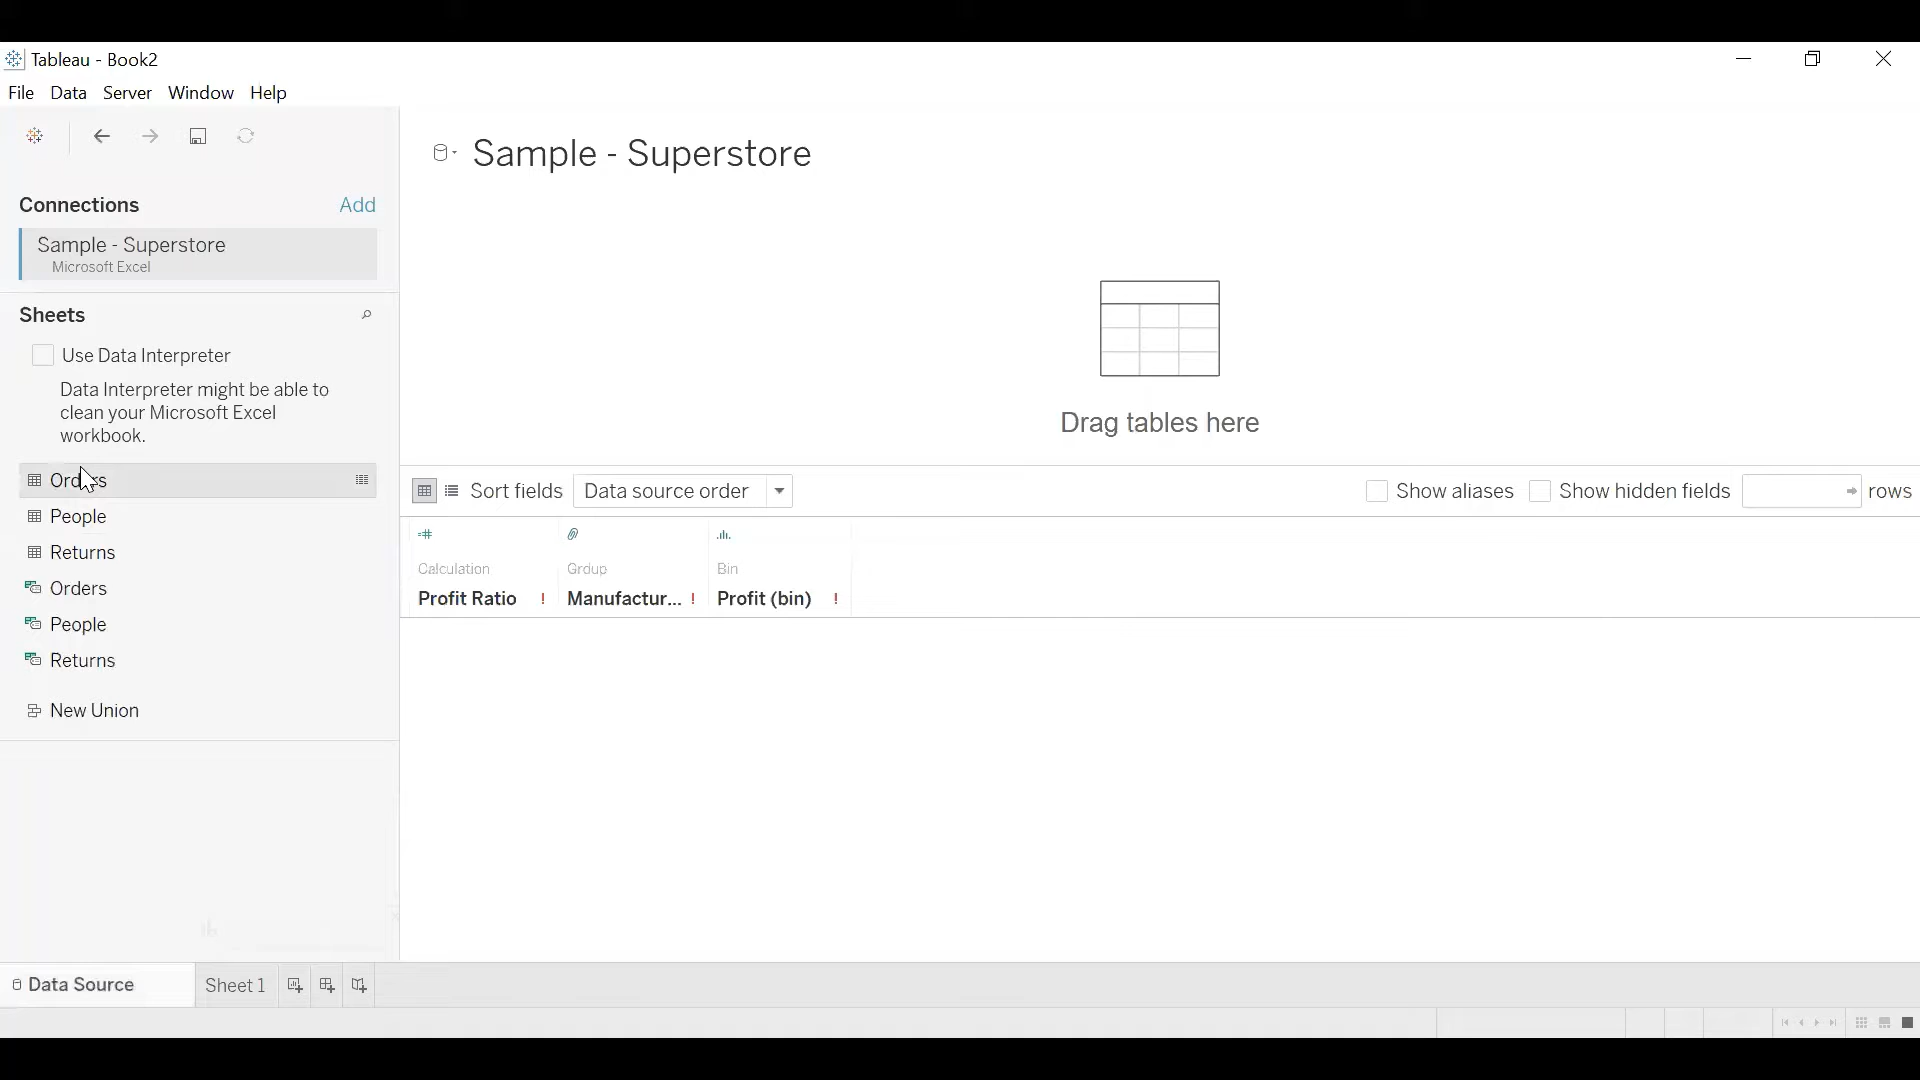 Tableau - Book2
File Data Server Window Help
Sample - Superstore
Connections Add
Sample - Superstore
Microsoft Excel
Sheets
Use Data Interpreter
Data Interpreter might be able to
clean your Microsoft Excel
workbook.
Drag tables here
Orders
People
Returns
Orders
People
Returns
New Union
Sort fields Data source order Show aliases Show hidden fields rows
Calculation Group Bin
Profit Ratio ! Manufactur... ! Profit (bin) !
Data Source Sheet 1